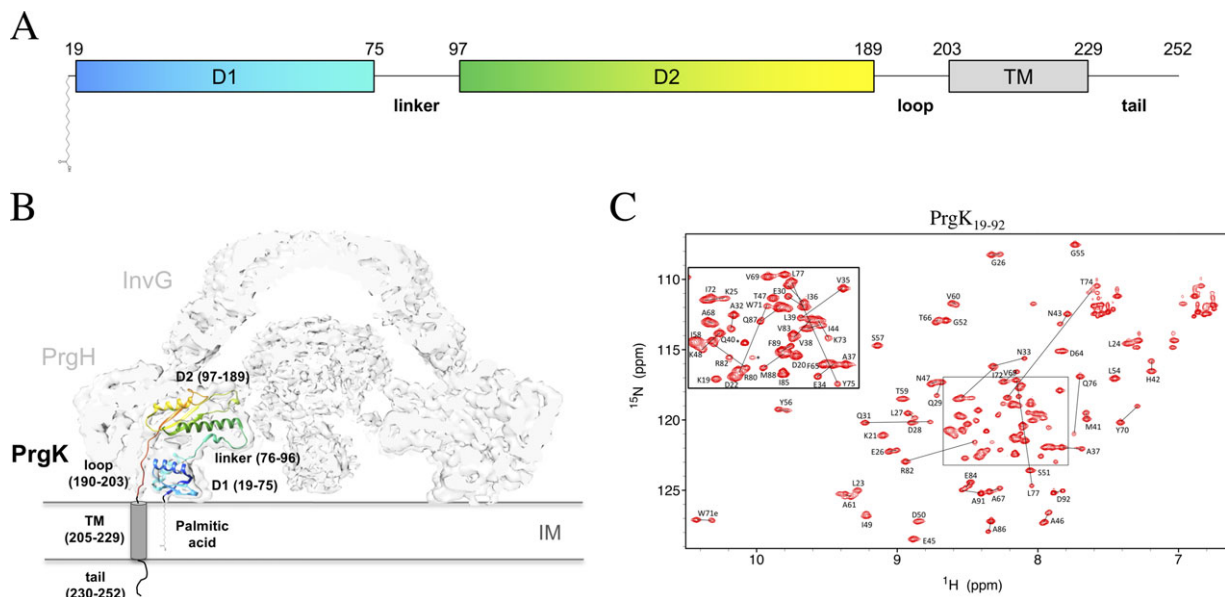 A
19 75 97 189 203 229 252
D1 D2 TM
linker loop tail
B
InvG
PrgH
D2 (97-189)
PrgK
linker (76-96)
loop
(190-203)
D1 (19-75)
TM
(205-229)
Palmitic
acid
IM
tail
(230-252)
C
PrgK19-92
110
115
120
125
15N (ppm)
10 9 8 7
1H (ppm)
G55
G26
T74
V69
L77
V35
I72
K25
T47
E30
I36
A32
W71
A68
Q87
L39
I44
I58
Q40*
V83
V38
K73
K48
R82
F89
*
D20
F65
A37
K19
D22
R80
M88
I85
E34
Y75
V60
T66
G52
N43
S57
D64
L24
N33
V69
I72
L54
H42
N47
Q29
Q76
T59
Y56
Q31
L27
D28
M41
Y70
K21
E26
R82
A37
S51
E84
L77
L23
A61
A91
A67
D92
I49
D50
A86
A46
W71e
E45